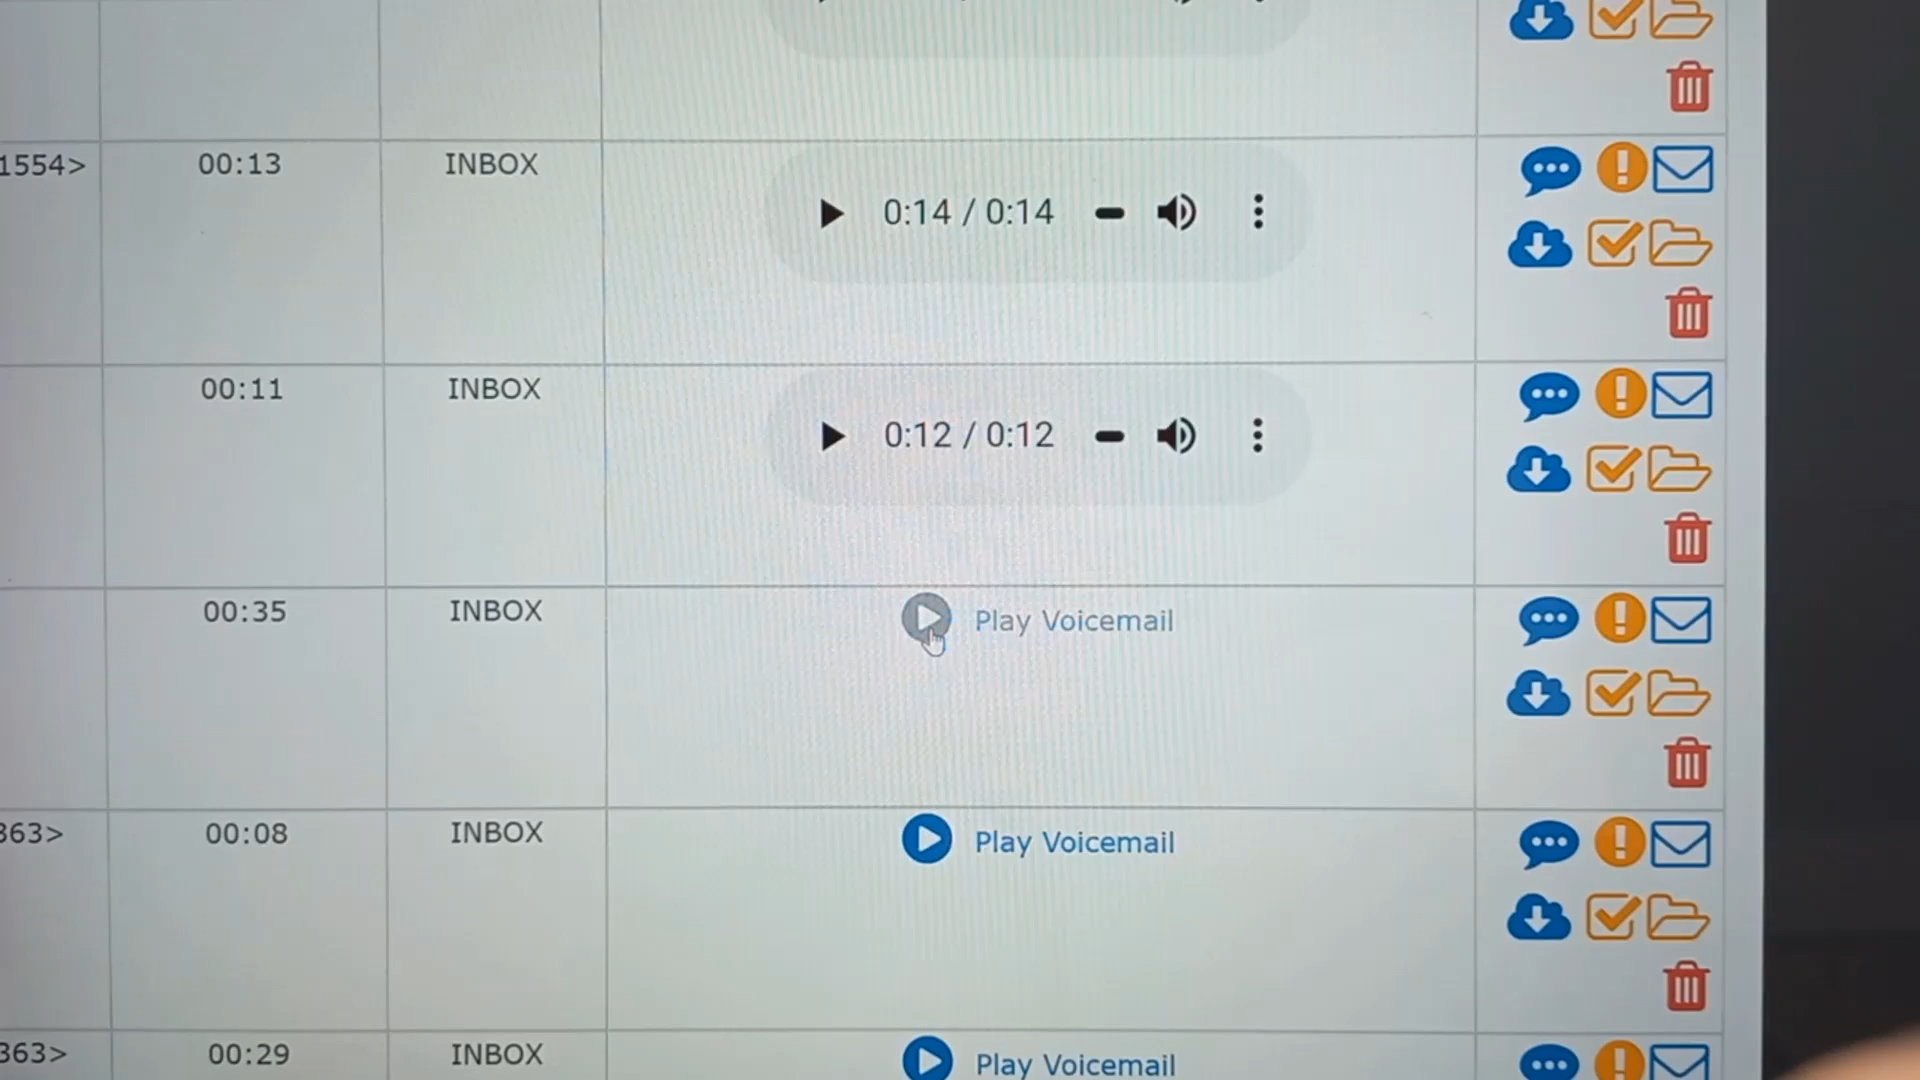 1554> 00:13 INBOX 0:14 / 0:14
00:11 INBOX 0:12 / 0:12
00:35 INBOX Play Voicemail
363> 00:08 INBOX Play Voicemail
363> 00:29 INBOX Play Voicemail